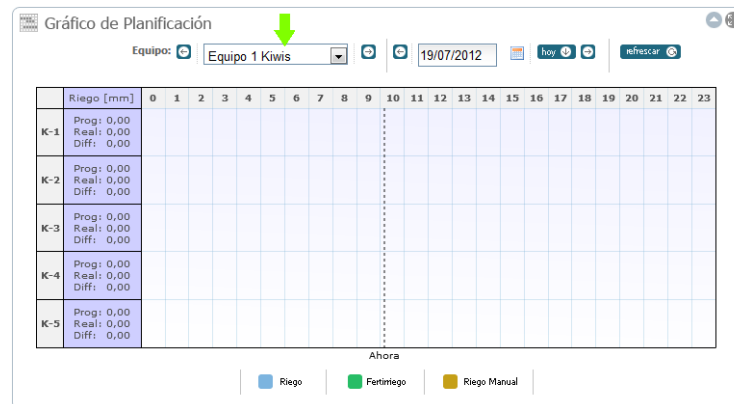 Gráfico de Planificación
Equipo: Equipo 1 Kiwis 19/07/2012 hoy refrescar
Riego [mm] 0 1 2 3 4 5 6 7 8 9 10 11 12 13 14 15 16 17 18 19 20 21 22 23
K-1 Prog: 0,00
Real: 0,00
Diff: 0,00
K-2 Prog: 0,00
Real: 0,00
Diff: 0,00
K-3 Prog: 0,00
Real: 0,00
Diff: 0,00
K-4 Prog: 0,00
Real: 0,00
Diff: 0,00
K-5 Prog: 0,00
Real: 0,00
Diff: 0,00
Ahora
Riego Fertirriego Riego Manual